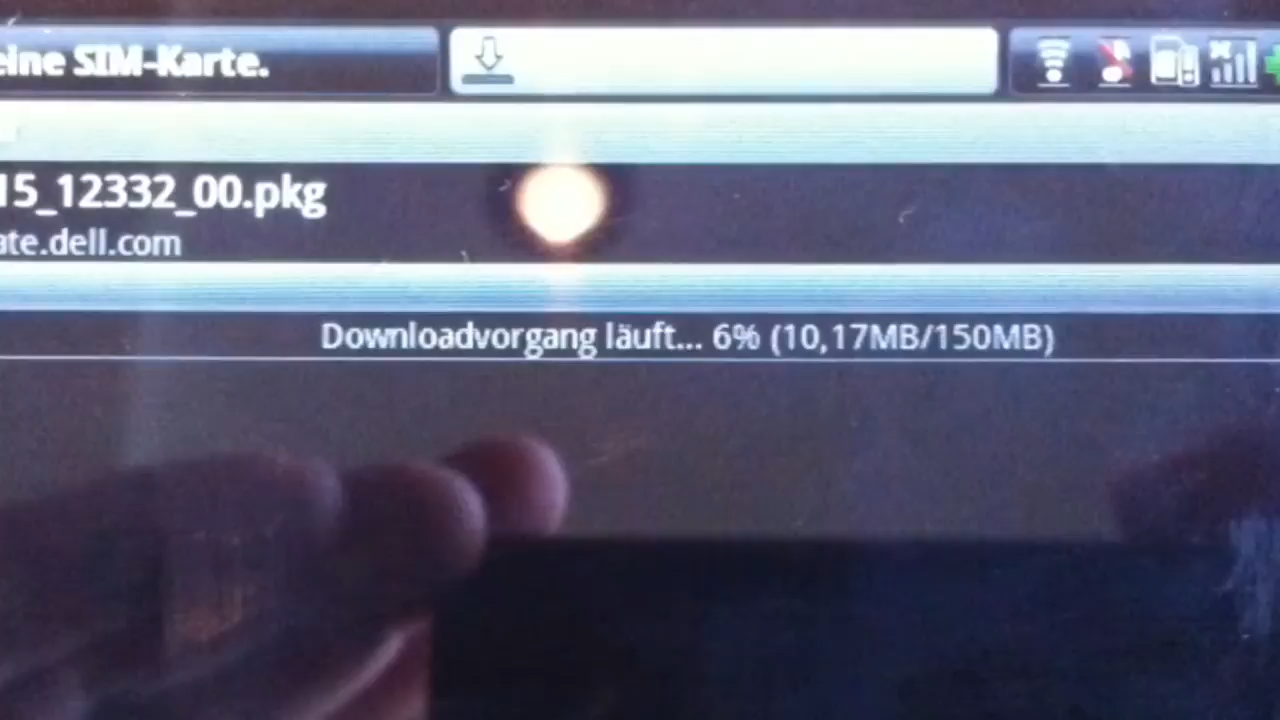 eine SIM-Karte.
15_12332_00.pkg
ate.dell.com
Downloadvorgang läuft... 6% (10,17MB/150MB)